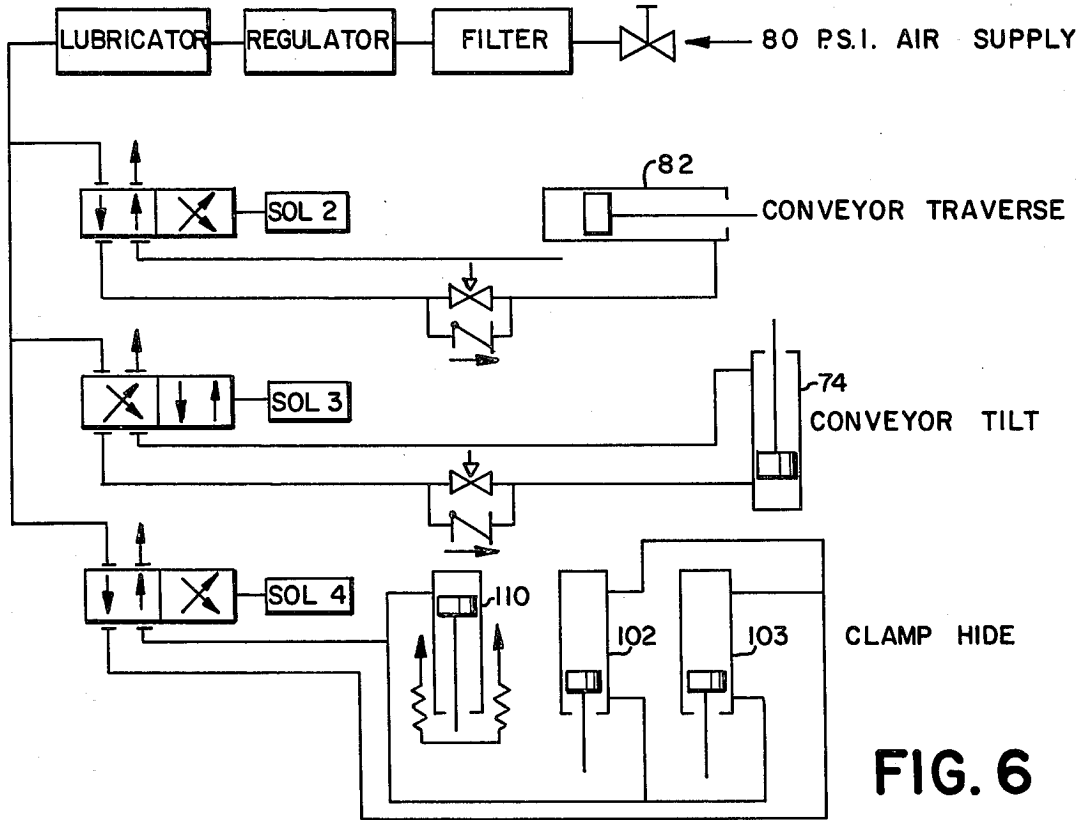 LUBRICATOR
REGULATOR
FILTER
80 P.S.I. AIR SUPPLY
82
SOL 2
CONVEYOR TRAVERSE
SOL 3
74
CONVEYOR TILT
SOL 4
110
102
103
CLAMP HIDE
FIG. 6